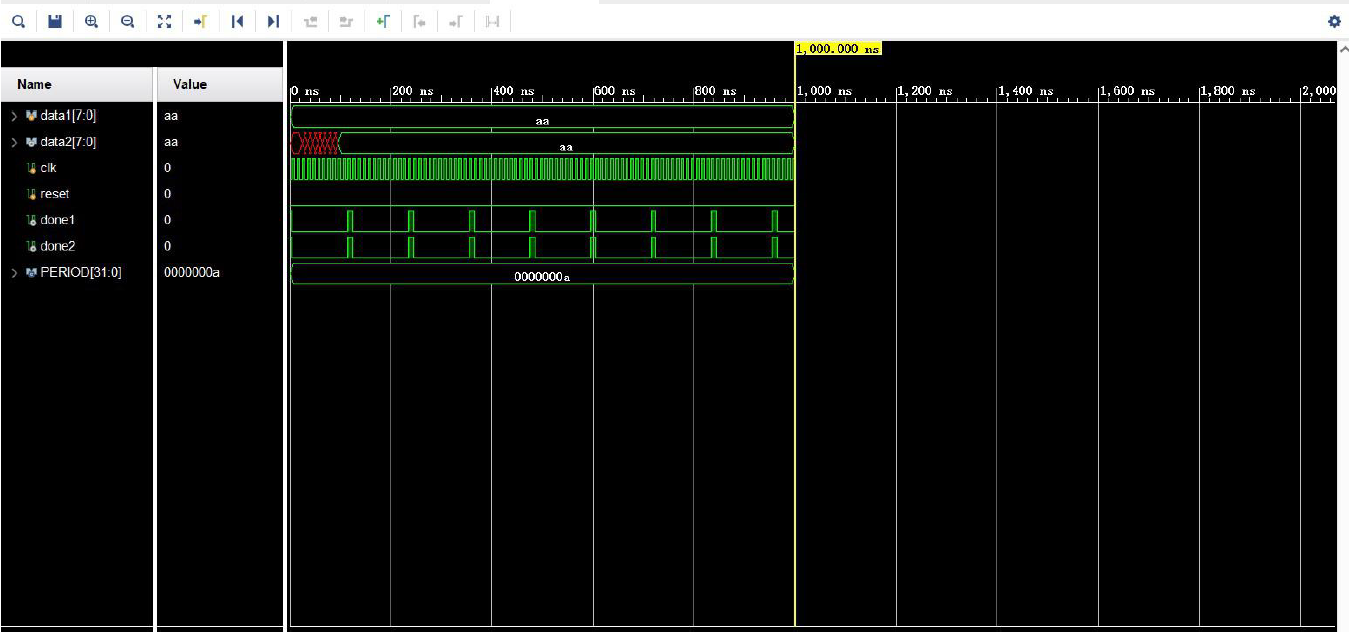 1,000.000 ns
Name Value
0 ns 200 ns 400 ns 600 ns 800 ns 1,000 ns 1,200 ns 1,400 ns 1,600 ns 1,800 ns 2,000
data1[7:0] aa aa
data2[7:0] aa aa
clk 0
reset 0
done1 0
done2 0
PERIOD[31:0] 0000000a 0000000a